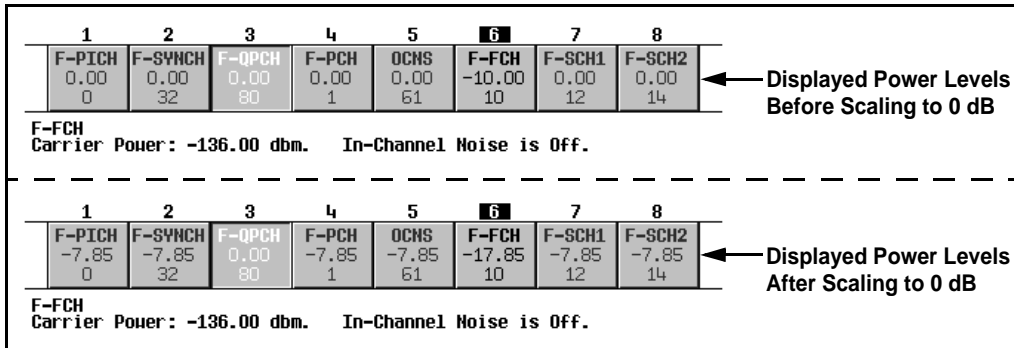 1 2 3 4 5 6 7 8
F-PICH F-SYNCH F-QPCH F-PCH OCNS F-FCH F-SCH1 F-SCH2
0.00 0.00 0.00 0.00 0.00 -10.00 0.00 0.00
0 32 80 1 61 10 12 14
Displayed Power Levels
Before Scaling to 0 dB
F-FCH
Carrier Power: -136.00 dbm. In-Channel Noise is Off.
1 2 3 4 5 6 7 8
F-PICH F-SYNCH F-QPCH F-PCH OCNS F-FCH F-SCH1 F-SCH2
-7.85 -7.85 0.00 -7.85 -7.85 -17.85 -7.85 -7.85
0 32 80 1 61 10 12 14
Displayed Power Levels
After Scaling to 0 dB
F-FCH
Carrier Power: -136.00 dbm. In-Channel Noise is Off.